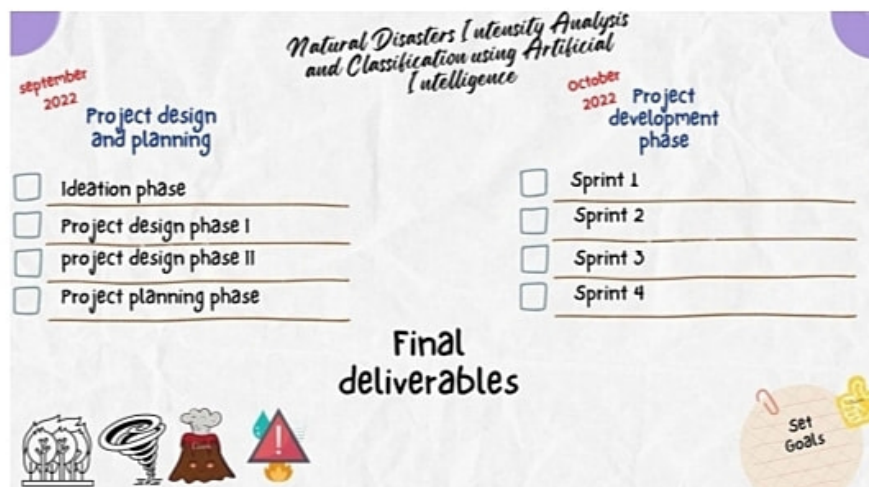 Natural Disasters Intensity Analysis
and Classification using Artificial
Intelligence
september
2022
Project design
and planning
Ideation phase
Project design phase I
project design phase II
Project planning phase
October
2022
Project
development
phase
Sprint 1
Sprint 2
Sprint 3
Sprint 4
Final
deliverables
Set
Goals